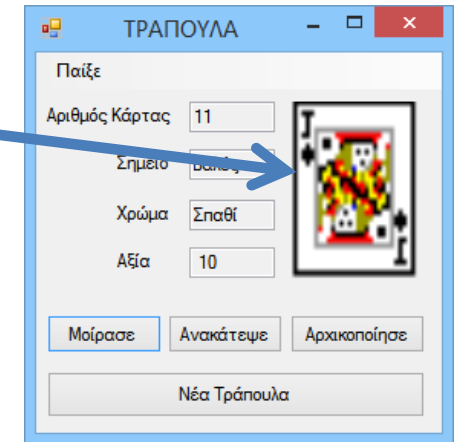 ΤΡΑΠΟΥΛΑ
Παίξε
Αριθμός Κάρτας 11
Σημείο
Χρώμα Σπαθί
Αξία 10
Μοίρασε Ανακάτεψε Αρχικοποίησε
Νέα Τράπουλα